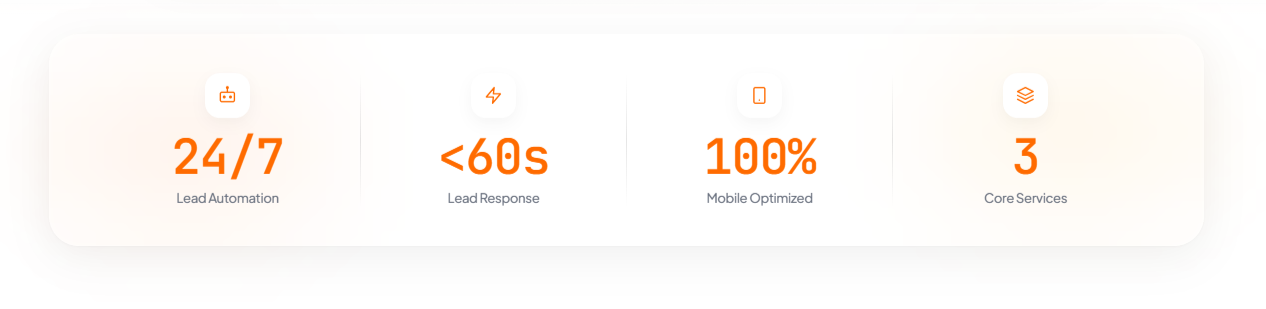 24/7
Lead Automation
<60s
Lead Response
100%
Mobile Optimized
3
Core Services